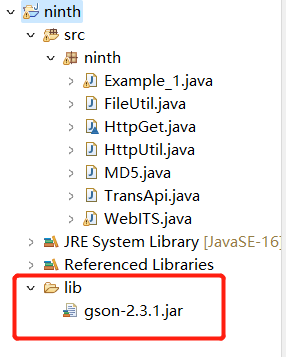 ninth
src
ninth
Example_1.java
FileUtil.java
HttpGet.java
HttpUtil.java
MD5.java
TransApi.java
WebITS.java
JRE System Library [JavaSE-16]
Referenced Libraries
lib
gson-2.3.1.jar